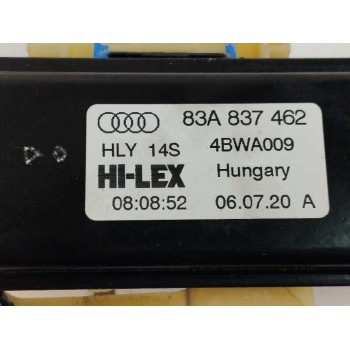 83A 837 462
HLY 14S 4BWA009
HI-LEX Hungary
08:08:52 06.07.20 A